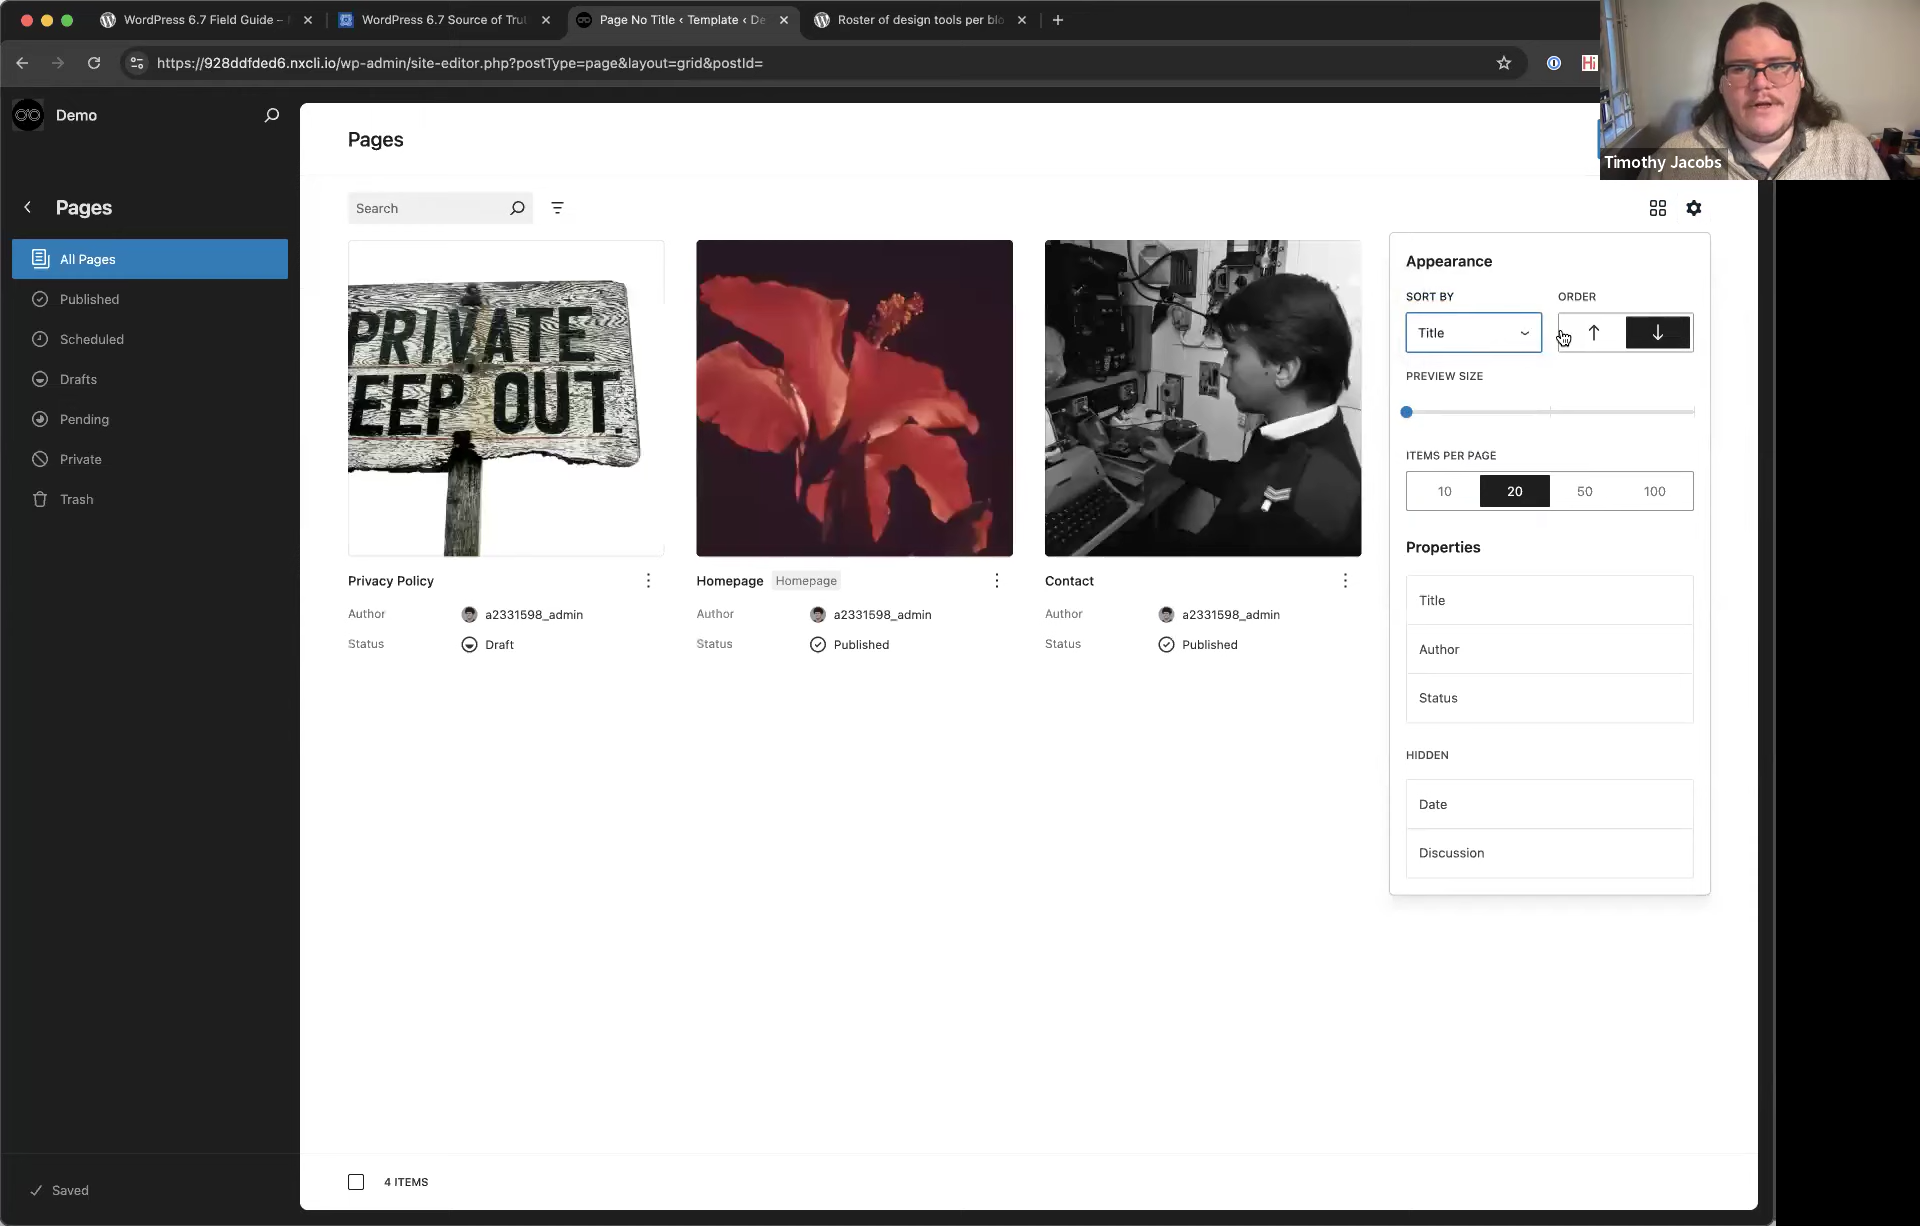 WordPress 6.7 Field Guide –
WordPress 6.7 Source of Tru
Page No Title ‹ Template ‹ De
Roster of design tools per blo
https://928ddfded6.nxcli.io/wp-admin/site-editor.php?postType=page&layout=grid&postId=
Hi
Timothy Jacobs
Demo
Pages
All Pages
Published
Scheduled
Drafts
Pending
Private
Trash
Saved
Pages
Search
PRIVATE
KEEP OUT.
Privacy Policy
Author a2331598_admin
Status Draft
Homepage Homepage
Author a2331598_admin
Status Published
Contact
Author a2331598_admin
Status Published
Appearance
SORT BY ORDER
Title
PREVIEW SIZE
ITEMS PER PAGE
10 20 50 100
Properties
Title
Author
Status
HIDDEN
Date
Discussion
4 ITEMS